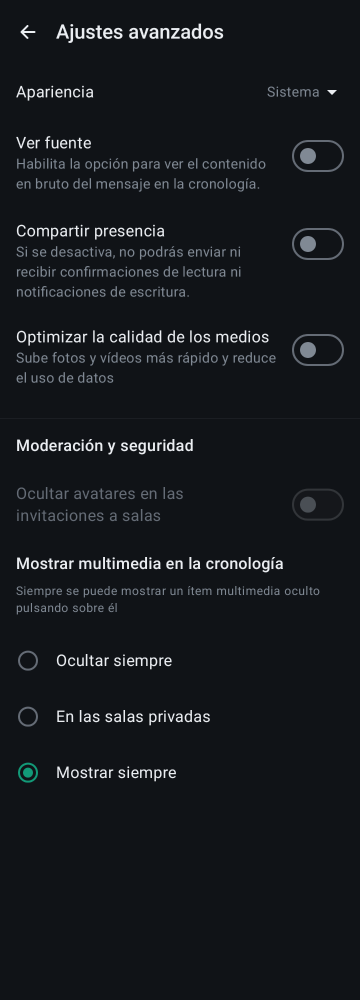 Ajustes avanzados
Apariencia
Sistema
Ver fuente
Habilita la opción para ver el contenido
en bruto del mensaje en la cronología.
Compartir presencia
Si se desactiva, no podrás enviar ni
recibir confirmaciones de lectura ni
notificaciones de escritura.
Optimizar la calidad de los medios
Sube fotos y vídeos más rápido y reduce
el uso de datos
Moderación y seguridad
Ocultar avatares en las
invitaciones a salas
Mostrar multimedia en la cronología
Siempre se puede mostrar un ítem multimedia oculto
pulsando sobre él
Ocultar siempre
En las salas privadas
Mostrar siempre